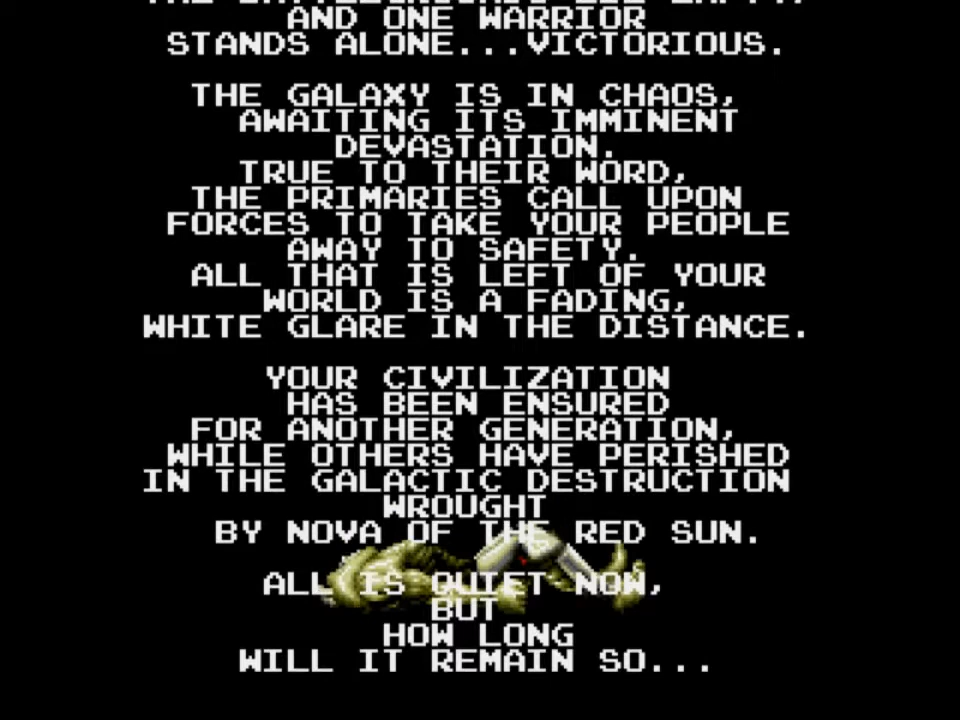 AND ONE WARRIOR
STANDS ALONE...VICTORIOUS.
THE GALAXY IS IN CHAOS,
AWAITING ITS IMMINENT
DEVASTATION.
TRUE TO THEIR WORD,
THE PRIMARIES CALL UPON
FORCES TO TAKE YOUR PEOPLE
AWAY TO SAFETY.
ALL THAT IS LEFT OF YOUR
WORLD IS A FADING,
WHITE GLARE IN THE DISTANCE.
YOUR CIVILIZATION
HAS BEEN ENSURED
FOR ANOTHER GENERATION,
WHILE OTHERS HAVE PERISHED
IN THE GALACTIC DESTRUCTION
WROUGHT
BY NOVA OF THE RED SUN.
ALL IS QUIET NOW,
BUT
HOW LONG
WILL IT REMAIN SO...